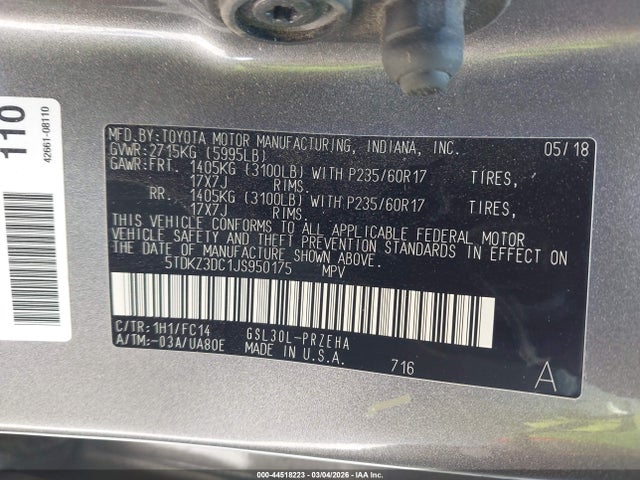 110
42661-08110
MFD.BY:TOYOTA MOTOR MANUFACTURING, INDIANA, INC. 05/18
GVWR:2715KG (5995LB)
GAWR:FRT. 1405KG (3100LB) WITH P235/60R17 TIRES,
17X7J RIMS.
RR. 1405KG (3100LB) WITH P235/60R17 TIRES,
17X7J RIMS.
THIS VEHICLE CONFORMS TO ALL APPLICABLE FEDERAL MOTOR
VEHICLE SAFETY AND THEFT PREVENTION STANDARDS IN EFFECT ON
THE DATE OF MANUFACTURE SHOWN ABOVE.
5TDKZ3DC1JS950175 MPV
C/TR:1H1/FC14 GSL30L-PRZEHA
A/TM:-03A/UA80E MADE IN U.S.A. 716 A
000-44518223 - 03/04/2026 - IAA Inc.